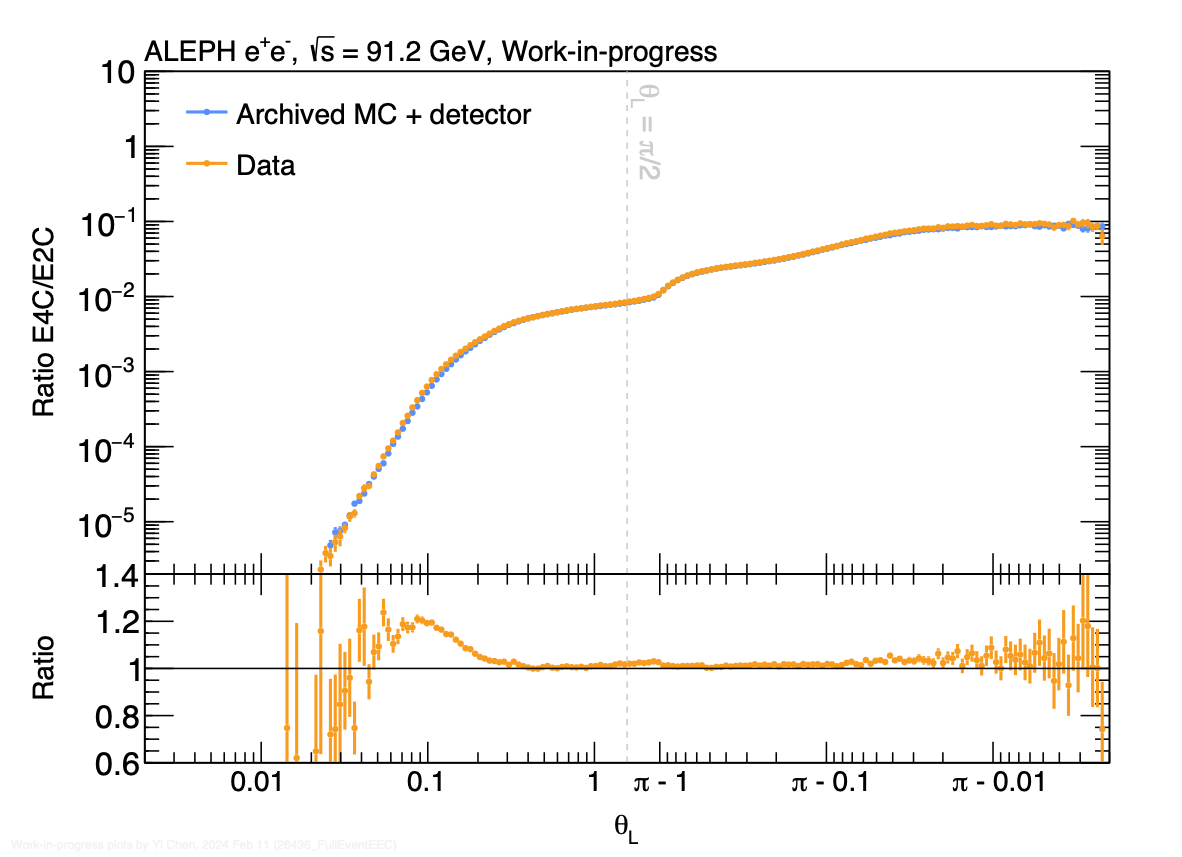 ALEPH e⁺e⁻, √s = 91.2 GeV, Work-in-progress
Archived MC + detector
Data
θ_L = π/2
Ratio E4C/E2C
10
1
10⁻¹
10⁻²
10⁻³
10⁻⁴
10⁻⁵
Ratio
1.4
1.2
1
0.8
0.6
0.01 0.1 1 π - 1 π - 0.1 π - 0.01
θ_L
Work-in-progress plots by Yi Chen, 2024 Feb 11 (26436_FullEventEEC)